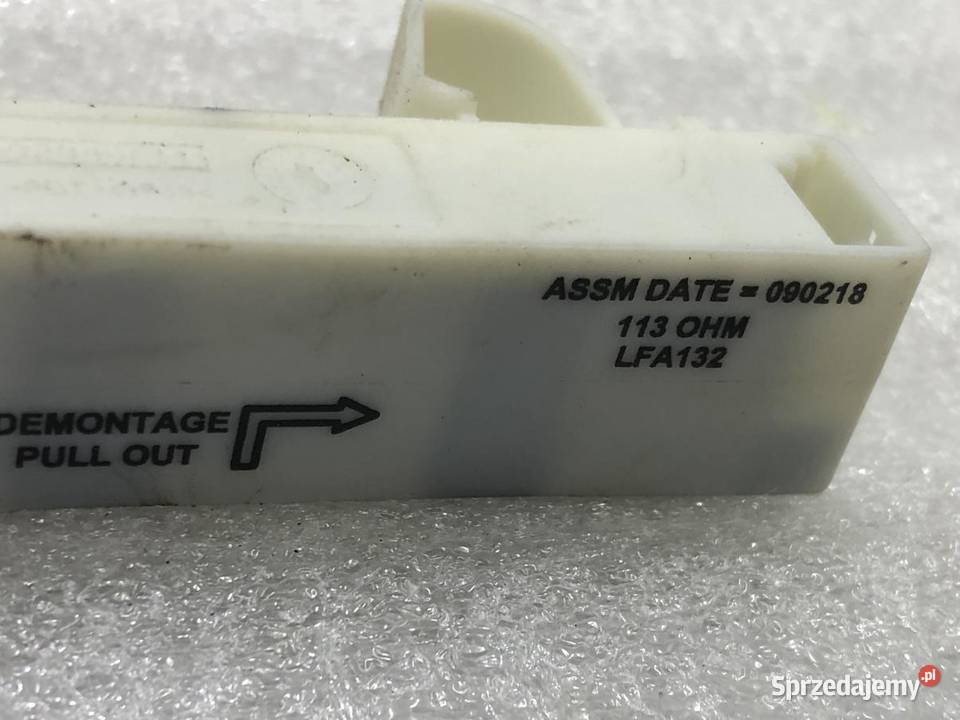 ASSM DATE = 090218
113 OHM
LFA132
DEMONTAGE
PULL OUT
Sprzedajemy.pl